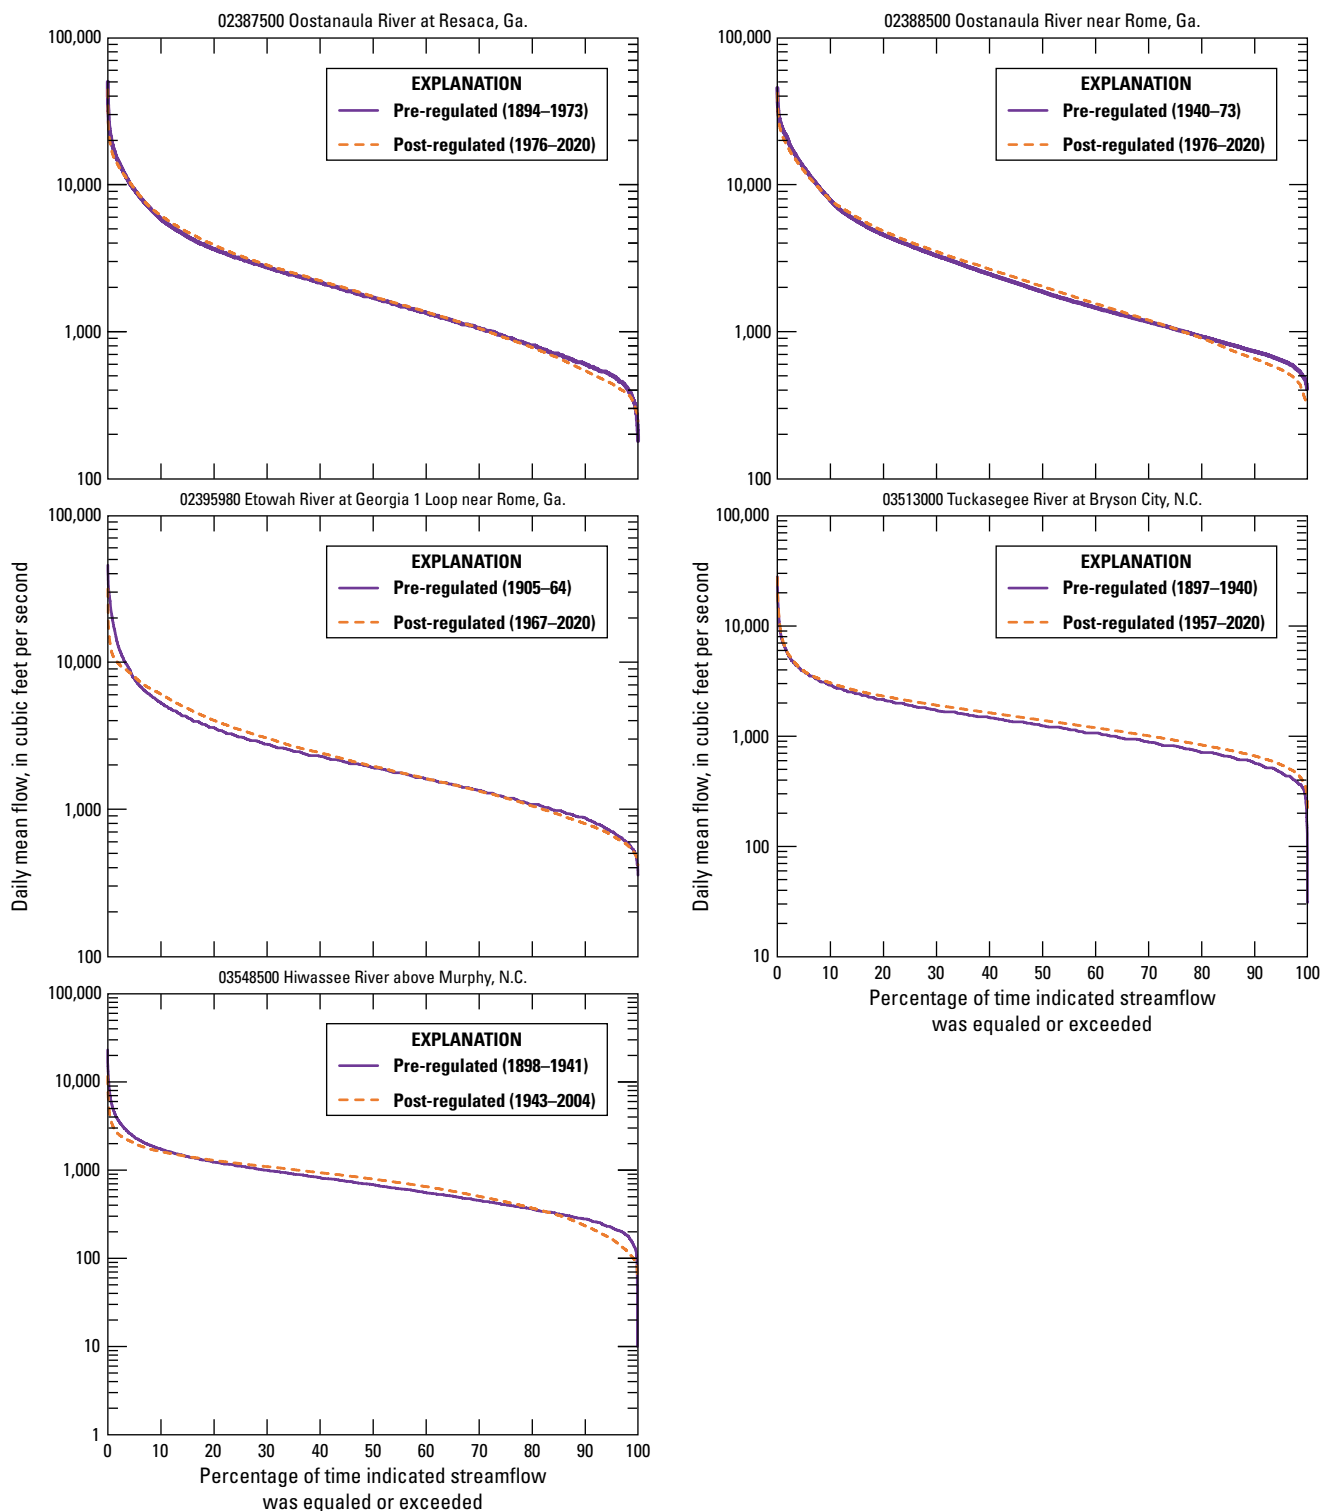 02387500 Oostanaula River at Resaca, Ga.
100,000
10,000
1,000
100
EXPLANATION
Pre-regulated (1894–1973)
Post-regulated (1976–2020)
02388500 Oostanaula River near Rome, Ga.
100,000
10,000
1,000
100
EXPLANATION
Pre-regulated (1940–73)
Post-regulated (1976–2020)
02395980 Etowah River at Georgia 1 Loop near Rome, Ga.
100,000
10,000
1,000
100
EXPLANATION
Pre-regulated (1905–64)
Post-regulated (1967–2020)
Daily mean flow, in cubic feet per second
03513000 Tuckasegee River at Bryson City, N.C.
100,000
10,000
1,000
100
10
EXPLANATION
Pre-regulated (1897–1940)
Post-regulated (1957–2020)
Daily mean flow, in cubic feet per second
0 10 20 30 40 50 60 70 80 90 100
Percentage of time indicated streamflow
was equaled or exceeded
03548500 Hiwassee River above Murphy, N.C.
100,000
10,000
1,000
100
10
1
EXPLANATION
Pre-regulated (1898–1941)
Post-regulated (1943–2004)
0 10 20 30 40 50 60 70 80 90 100
Percentage of time indicated streamflow
was equaled or exceeded